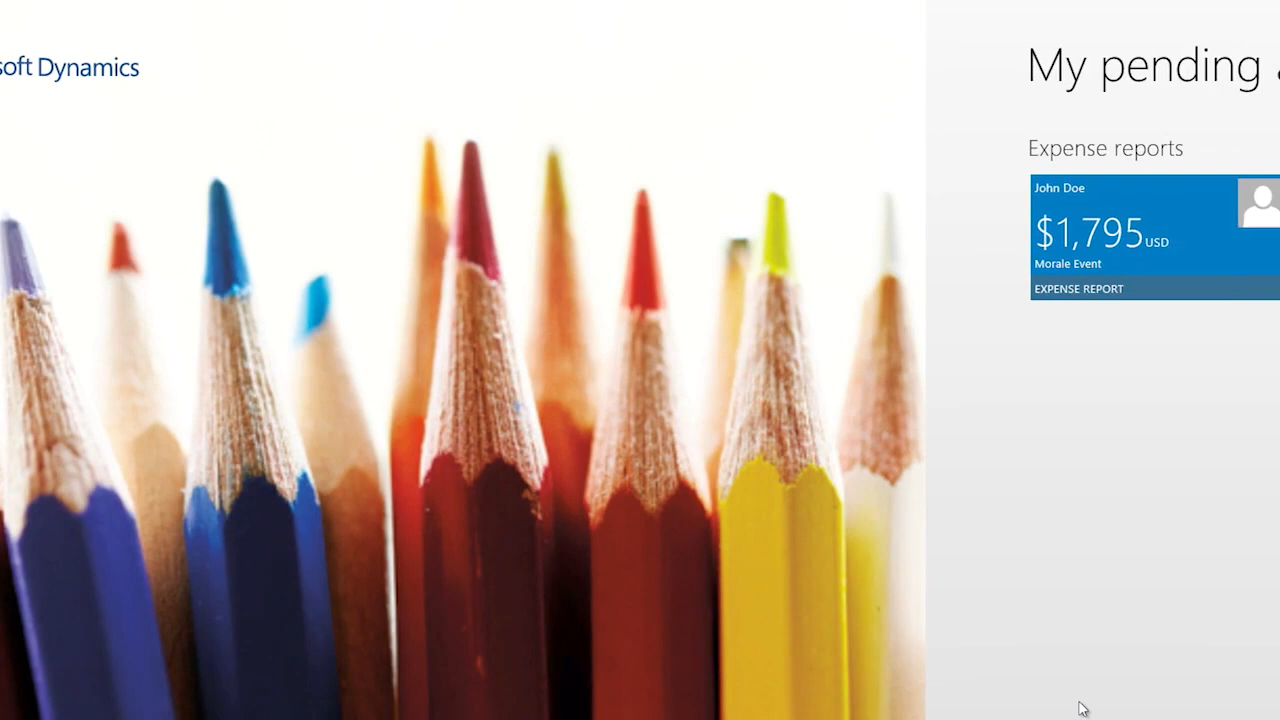 soft Dynamics
My pending
Expense reports
John Doe
$1,795 USD
Morale Event
EXPENSE REPORT